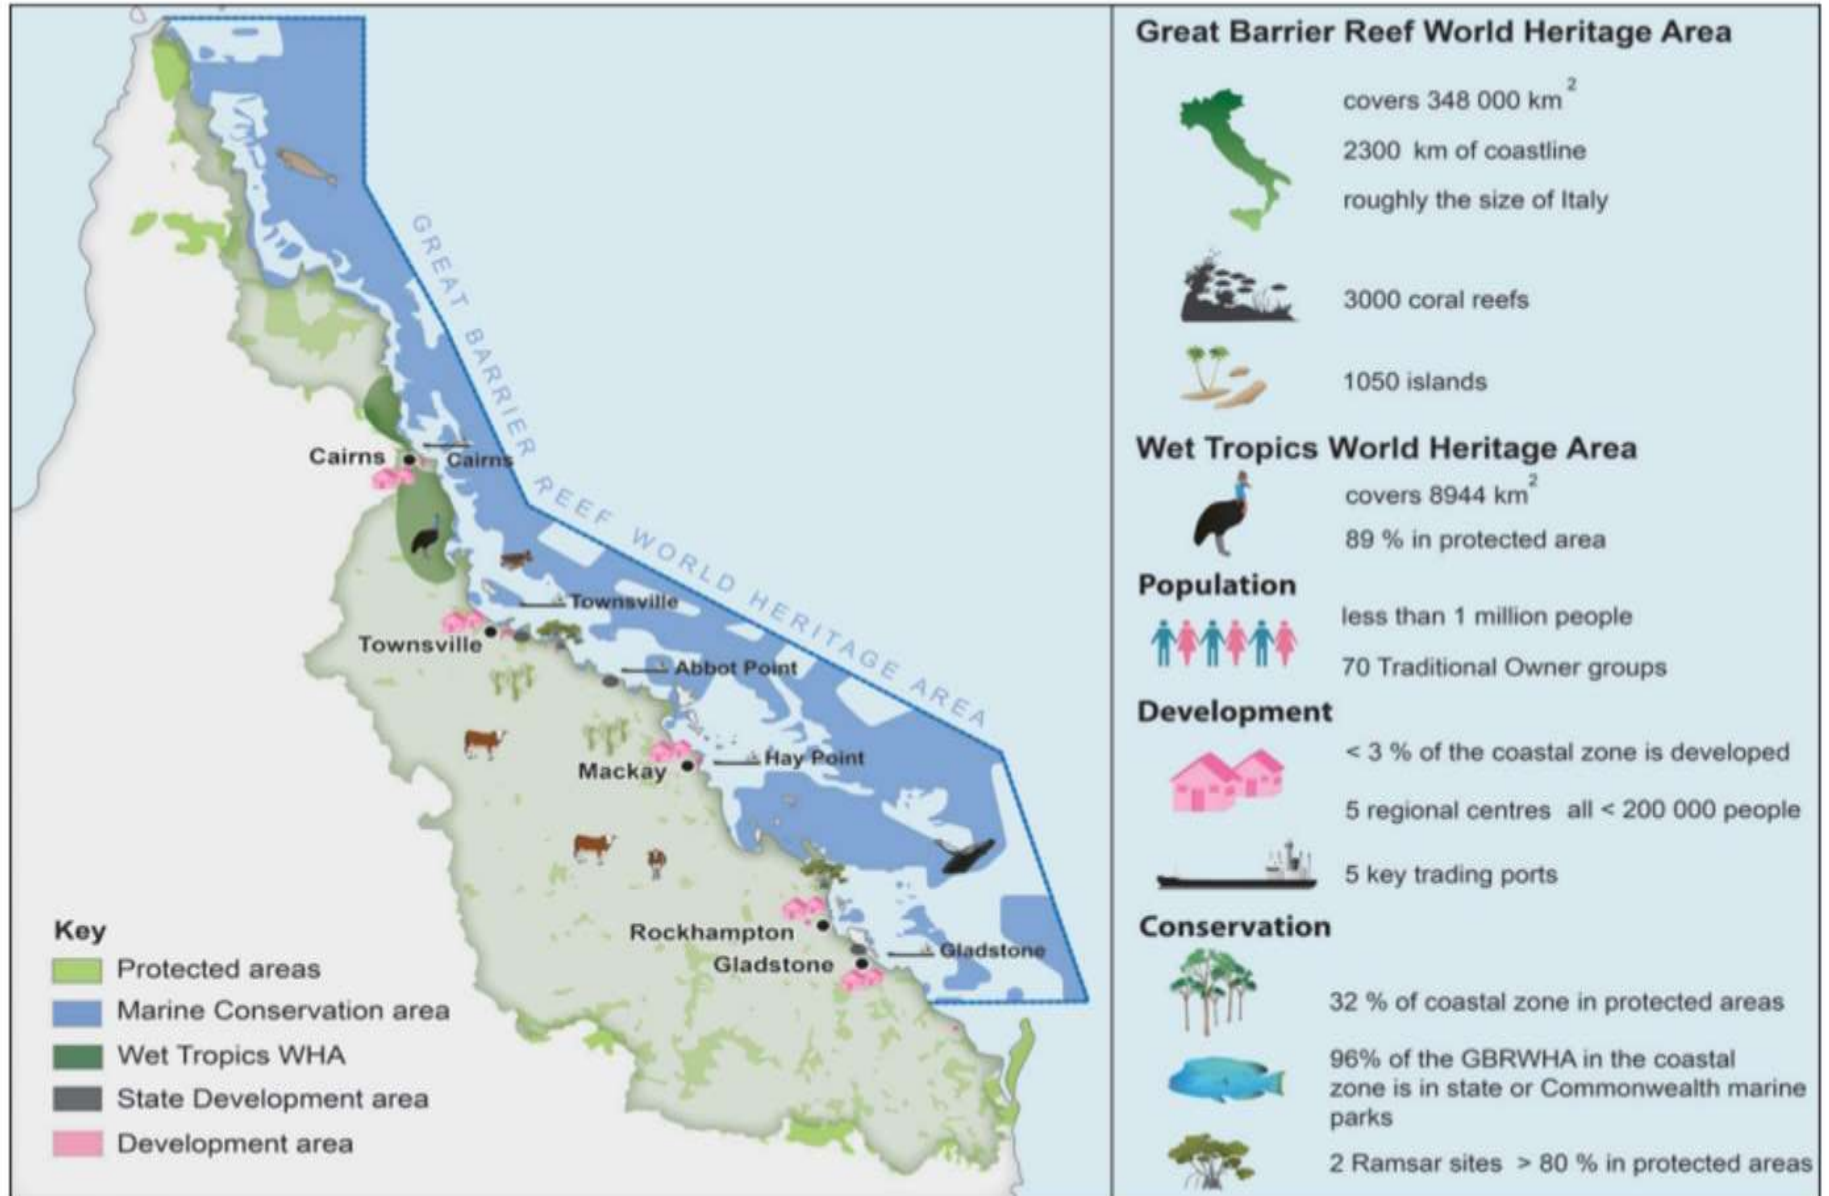 GREAT BARRIER REEF WORLD HERITAGE AREA
Cairns
Cairns
Townsville
Townsville
Abbot Point
Hay Point
Mackay
Rockhampton
Gladstone
Gladstone
Key
Protected areas
Marine Conservation area
Wet Tropics WHA
State Development area
Development area
Great Barrier Reef World Heritage Area
covers 348 000 km²
2300 km of coastline
roughly the size of Italy
3000 coral reefs
1050 islands
Wet Tropics World Heritage Area
covers 8944 km²
89 % in protected area
Population
less than 1 million people
70 Traditional Owner groups
Development
< 3 % of the coastal zone is developed
5 regional centres all < 200 000 people
5 key trading ports
Conservation
32 % of coastal zone in protected areas
96% of the GBRWHA in the coastal
zone is in state or Commonwealth marine
parks
2 Ramsar sites > 80 % in protected areas